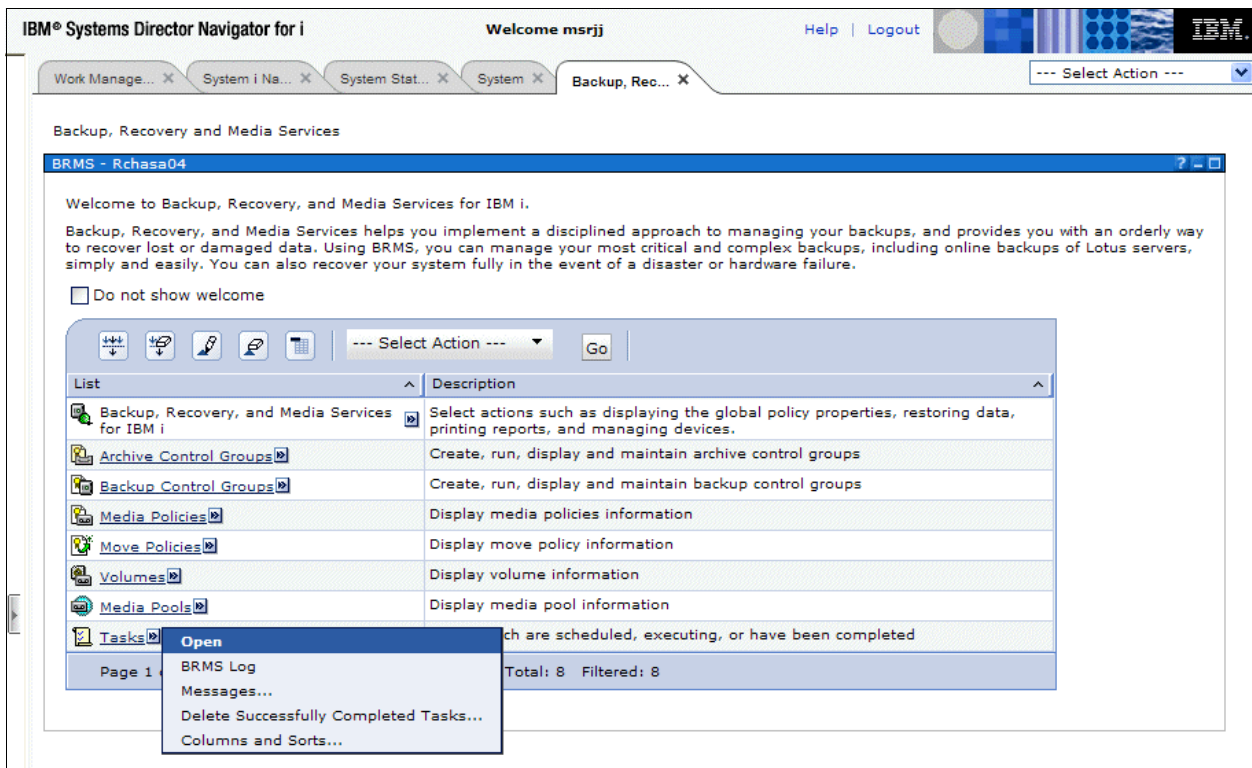 IBM® Systems Director Navigator for i Welcome msrjj Help | Logout IBM.
Work Manage... X System i Na... X System Stat... X System X Backup, Rec... X --- Select Action ---
Backup, Recovery and Media Services
BRMS - Rchasa04 ?
Welcome to Backup, Recovery, and Media Services for IBM i.
Backup, Recovery, and Media Services helps you implement a disciplined approach to managing your backups, and provides you with an orderly way
to recover lost or damaged data. Using BRMS, you can manage your most critical and complex backups, including online backups of Lotus servers,
simply and easily. You can also recover your system fully in the event of a disaster or hardware failure.
Do not show welcome
--- Select Action --- Go
List Description
Backup, Recovery, and Media Services Select actions such as displaying the global policy properties, restoring data,
for IBM i printing reports, and managing devices.
Archive Control Groups Create, run, display and maintain archive control groups
Backup Control Groups Create, run, display and maintain backup control groups
Media Policies Display media policies information
Move Policies Display move policy information
Volumes Display volume information
Media Pools Display media pool information
Tasks ch are scheduled, executing, or have been completed
Open
Page 1 Total: 8 Filtered: 8
BRMS Log
Messages...
Delete Successfully Completed Tasks...
Columns and Sorts...